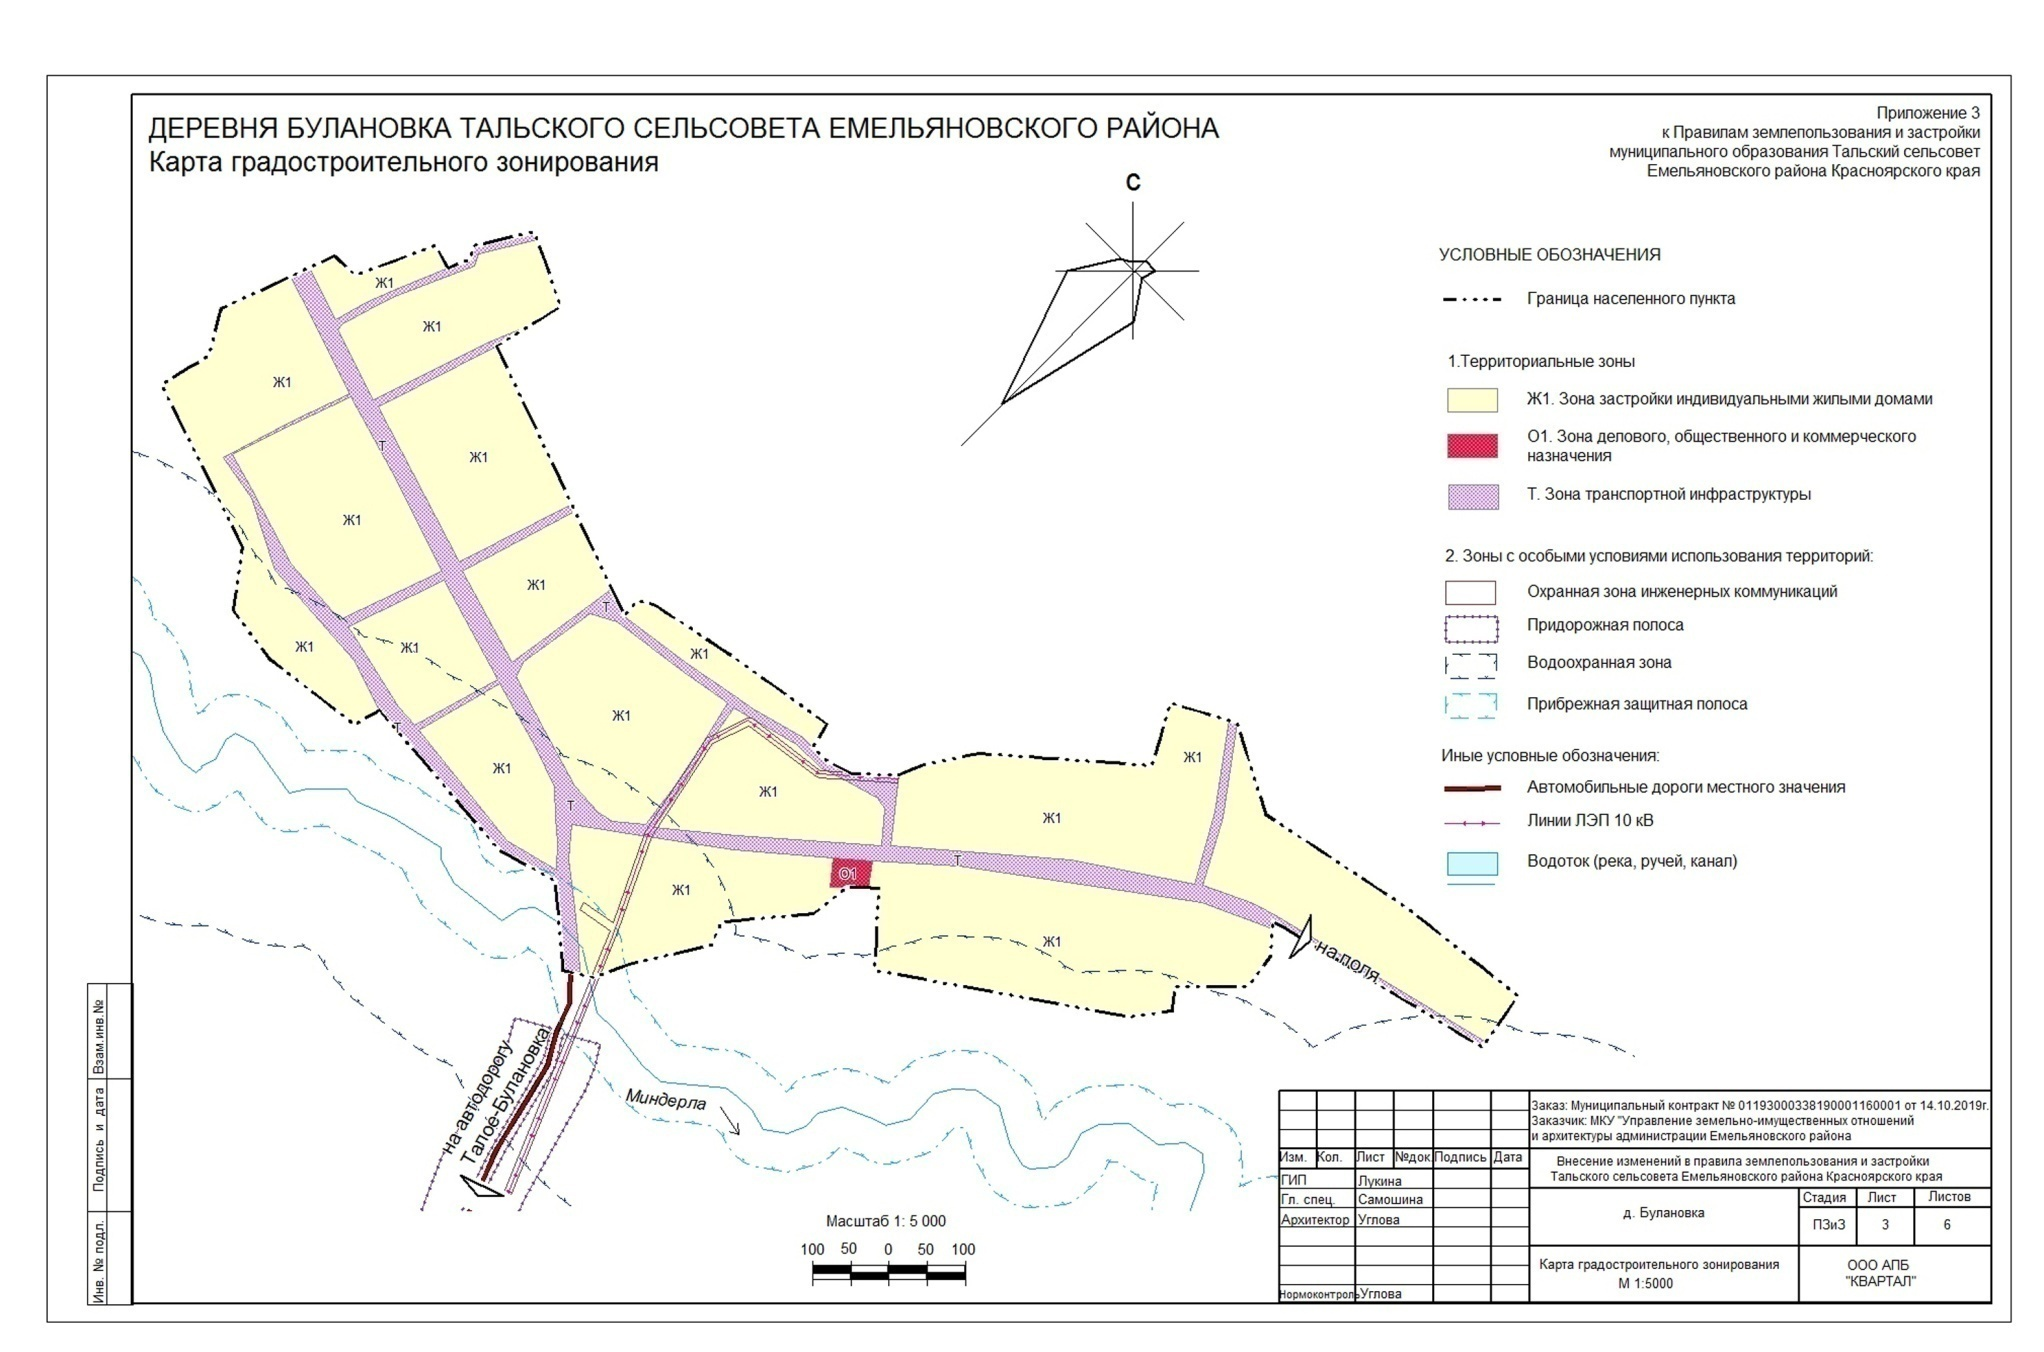 ДЕРЕВНЯ БУЛАНОВКА ТАЛЬСКОГО СЕЛЬСОВЕТА ЕМЕЛЬЯНОВСКОГО РАЙОНА
Карта градостроительного зонирования
Приложение 3
к Правилам землепользования и застройки
муниципального образования Тальский сельсовет
Емельяновского района Красноярского края
С
УСЛОВНЫЕ ОБОЗНАЧЕНИЯ
Граница населенного пункта
1.Территориальные зоны
Ж1. Зона застройки индивидуальными жилыми домами
О1. Зона делового, общественного и коммерческого
назначения
Т. Зона транспортной инфраструктуры
2. Зоны с особыми условиями использования территорий:
Охранная зона инженерных коммуникаций
Придорожная полоса
Водоохранная зона
Прибрежная защитная полоса
Иные условные обозначения:
Автомобильные дороги местного значения
Линии ЛЭП 10 кВ
Водоток (река, ручей, канал)
Ж1
Ж1
Ж1
Т
Ж1
Ж1
Ж1
Т
Ж1
Ж1
Ж1
Т
Ж1
Ж1
Т
Ж1
Ж1
Ж1
Т
О1
Ж1
Ж1
на поля
на автодорогу
Талое-Булановка
Миндерла
Масштаб 1: 5 000
100 50 0 50 100
Взам.инв.№
Подпись и дата
Инв. № подл.
Заказ: Муниципальный контракт № 01193000338190001160001 от 14.10.2019г.
Заказчик: МКУ "Управление земельно-имущественных отношений
и архитектуры администрации Емельяновского района
Изм. Кол. Лист №док Подпись Дата
Внесение изменений в правила землепользования и застройки
Тальского сельсовета Емельяновского района Красноярского края
ГИП Лукина
Гл. спец. Самошина
Архитектор Углова
Нормоконтроль Углова
д. Булановка
Стадия Лист Листов
ПЗиЗ 3 6
Карта градостроительного зонирования
М 1:5000
ООО АПБ
"КВАРТАЛ"